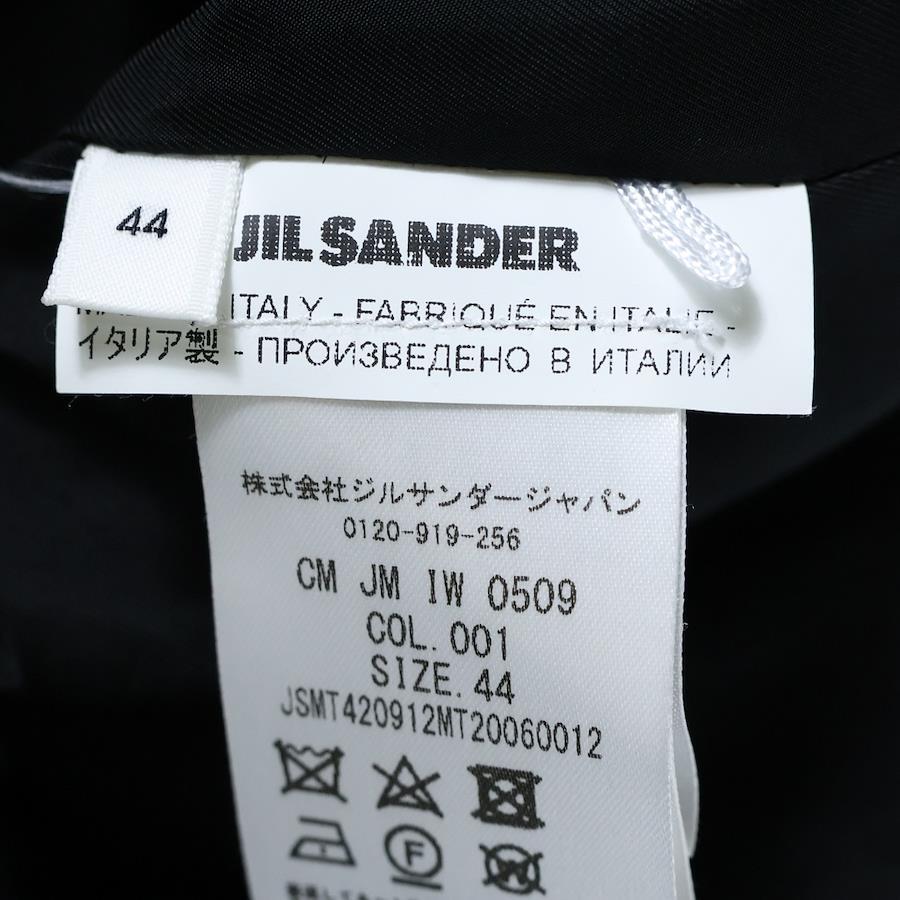 44
JIL SANDER
ITALY - FABRIQUÉ EN ITALIE -
イタリア製 - ПРОИЗВЕДЕНО В ИТАЛИИ
株式会社ジルサンダージャパン
0120-919-256
CM JM IW 0509
COL.001
SIZE.44
JSMT420912MT20060012
F
W